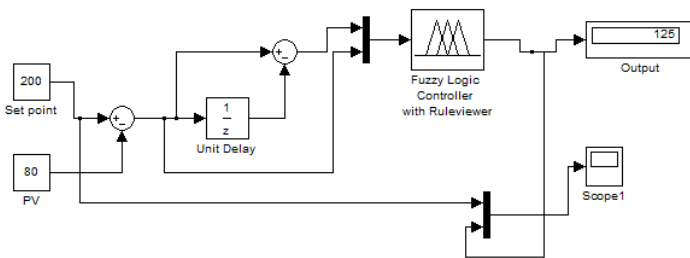 125
Output
Fuzzy Logic
Controller
with Ruleviewer
200
Set point
1
z
Unit Delay
80
PV
Scope1